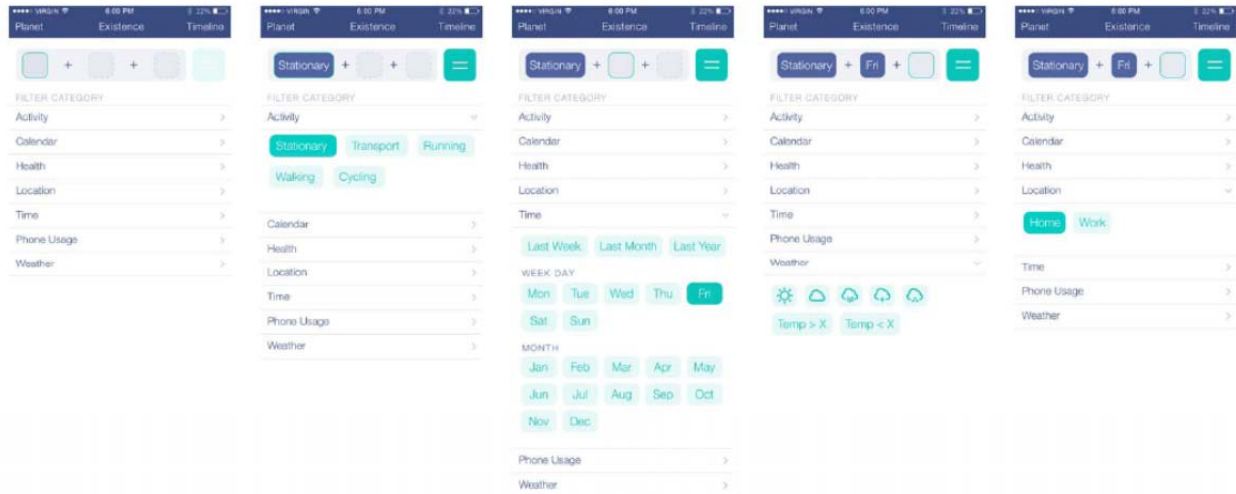 VIRGIN 6:00 PM 22%
Planet Existence Timeline
+ + =
FILTER CATEGORY
Activity
Calendar
Health
Location
Time
Phone Usage
Weather
VIRGIN 6:00 PM 22%
Planet Existence Timeline
Stationary + + =
FILTER CATEGORY
Activity
Stationary Transport Running
Walking Cycling
Calendar
Health
Location
Time
Phone Usage
Weather
VIRGIN 6:00 PM 22%
Planet Existence Timeline
Stationary + + =
FILTER CATEGORY
Activity
Calendar
Health
Location
Time
Last Week Last Month Last Year
WEEK DAY
Mon Tue Wed Thu Fri
Sat Sun
MONTH
Jan Feb Mar Apr May
Jun Jul Aug Sep Oct
Nov Dec
Phone Usage
Weather
VIRGIN 6:00 PM 22%
Planet Existence Timeline
Stationary + Fri + =
FILTER CATEGORY
Activity
Calendar
Health
Location
Time
Phone Usage
Weather
Temp > X Temp < X
VIRGIN 6:00 PM 22%
Planet Existence Timeline
Stationary + Fri + =
FILTER CATEGORY
Activity
Calendar
Health
Location
Home Work
Time
Phone Usage
Weather